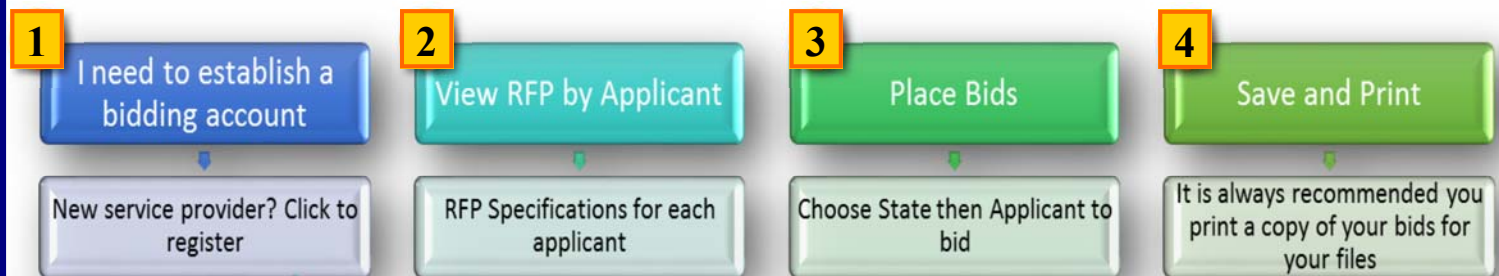 1
I need to establish a
bidding account
New service provider? Click to
register
2
View RFP by Applicant
RFP Specifications for each
applicant
3
Place Bids
Choose State then Applicant to
bid
4
Save and Print
It is always recommended you
print a copy of your bids for
your files